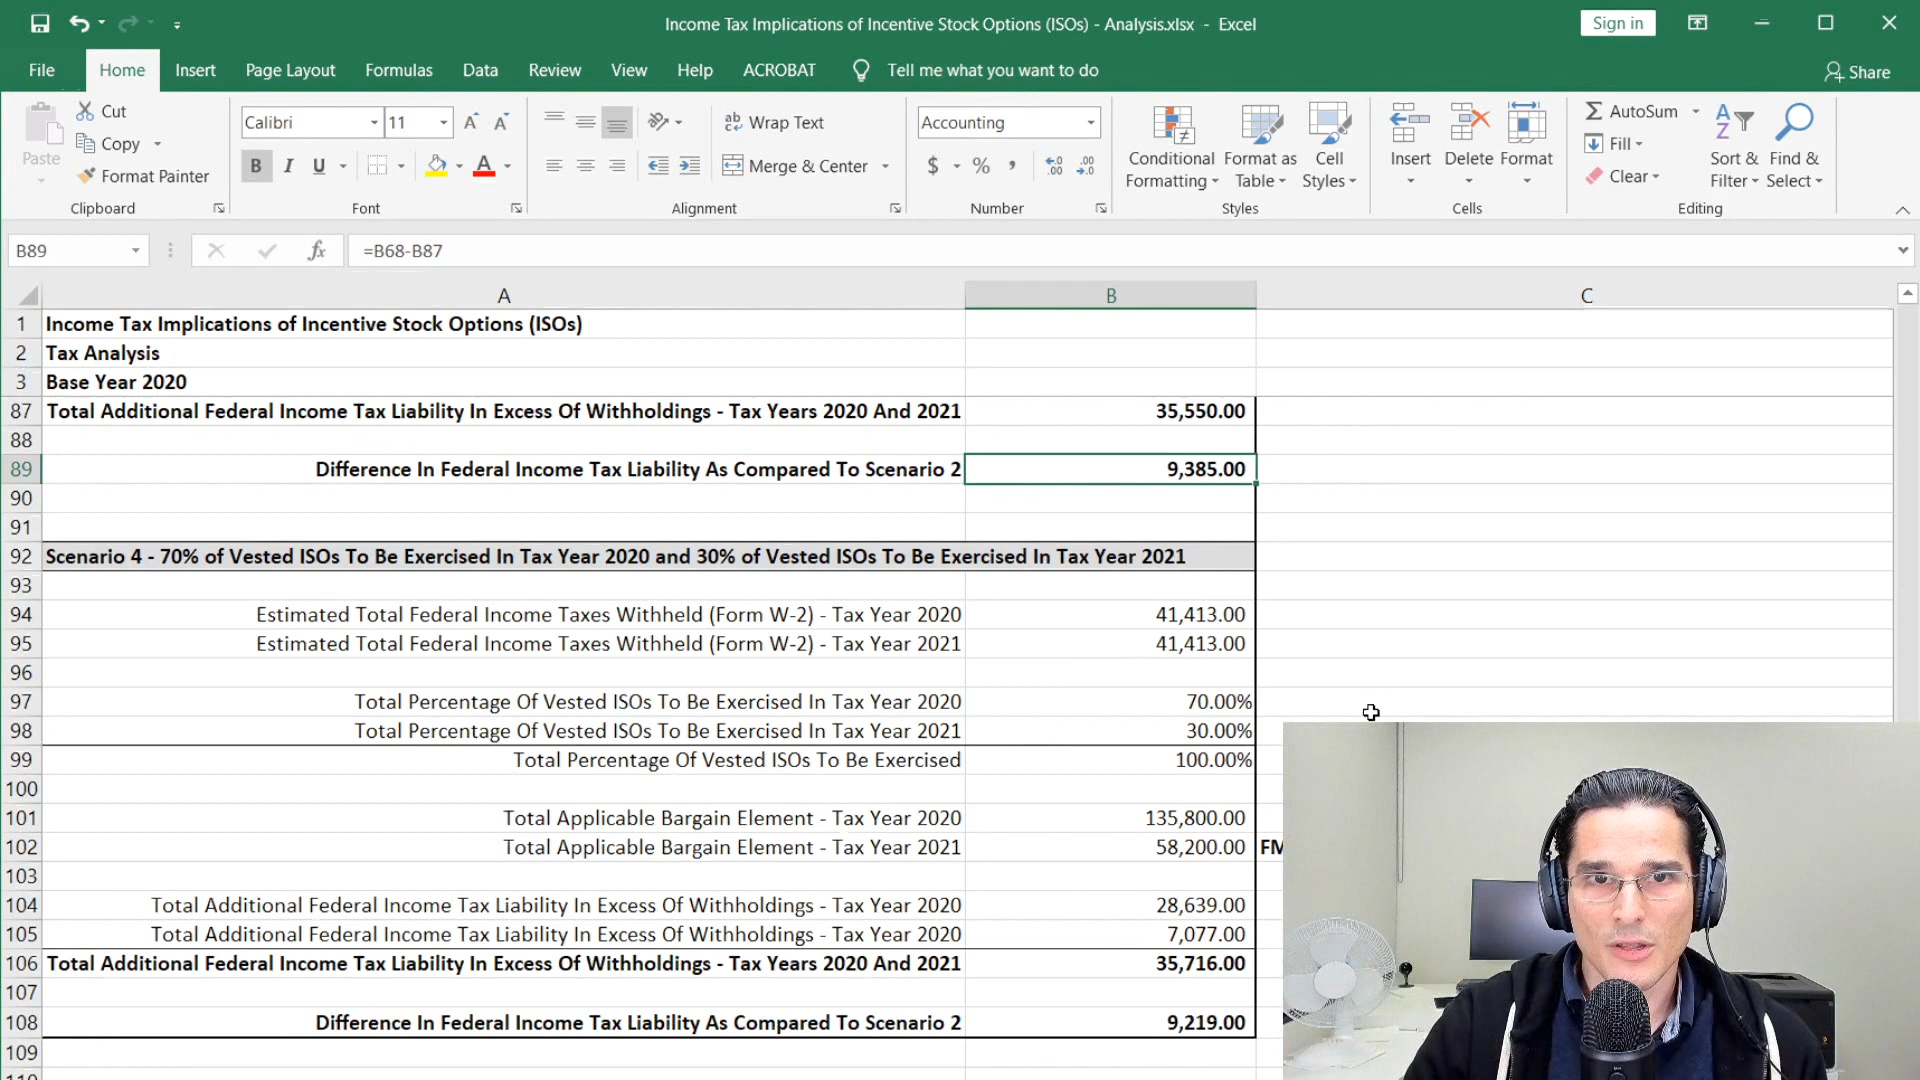 Income Tax Implications of Incentive Stock Options (ISOs) - Analysis.xlsx - Excel
Sign in
File Home Insert Page Layout Formulas Data Review View Help ACROBAT Tell me what you want to do Share
Paste
Cut
Copy
Format Painter
Calibri 11
B I U
Wrap Text
Merge & Center
Accounting
$ %
Conditional Formatting
Format as Table
Cell Styles
Insert Delete Format
AutoSum
Fill
Clear
Sort & Filter
Find & Select
Clipboard Font Alignment Number Styles Cells Editing
B89 fx =B68-B87
A B C
1 Income Tax Implications of Incentive Stock Options (ISOs)
2 Tax Analysis
3 Base Year 2020
87 Total Additional Federal Income Tax Liability In Excess Of Withholdings - Tax Years 2020 And 2021 35,550.00
88
89 Difference In Federal Income Tax Liability As Compared To Scenario 2 9,385.00
90
91
92 Scenario 4 - 70% of Vested ISOs To Be Exercised In Tax Year 2020 and 30% of Vested ISOs To Be Exercised In Tax Year 2021
93
94 Estimated Total Federal Income Taxes Withheld (Form W-2) - Tax Year 2020 41,413.00
95 Estimated Total Federal Income Taxes Withheld (Form W-2) - Tax Year 2021 41,413.00
96
97 Total Percentage Of Vested ISOs To Be Exercised In Tax Year 2020 70.00%
98 Total Percentage Of Vested ISOs To Be Exercised In Tax Year 2021 30.00%
99 Total Percentage Of Vested ISOs To Be Exercised 100.00%
100
101 Total Applicable Bargain Element - Tax Year 2020 135,800.00
102 Total Applicable Bargain Element - Tax Year 2021 58,200.00
103
104 Total Additional Federal Income Tax Liability In Excess Of Withholdings - Tax Year 2020 28,639.00
105 Total Additional Federal Income Tax Liability In Excess Of Withholdings - Tax Year 2020 7,077.00
106 Total Additional Federal Income Tax Liability In Excess Of Withholdings - Tax Years 2020 And 2021 35,716.00
107
108 Difference In Federal Income Tax Liability As Compared To Scenario 2 9,219.00
109